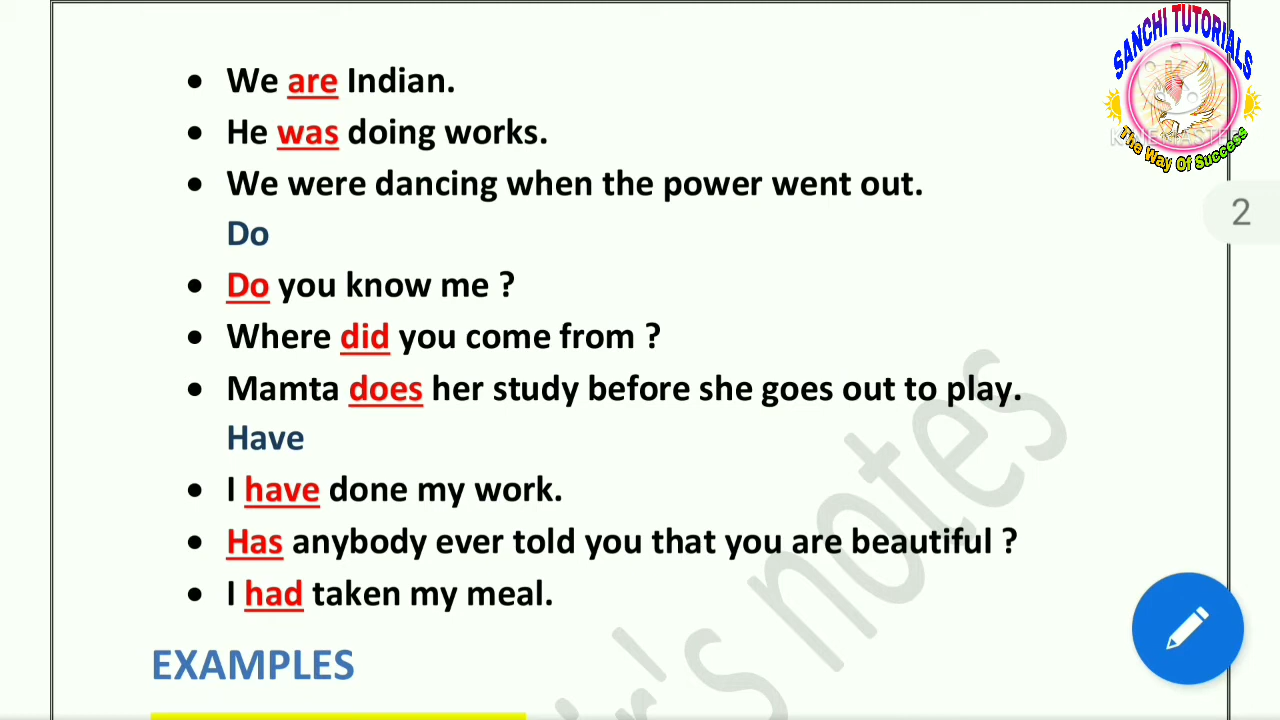 SANCHI TUTORIALS
KINEMASTER
The Way Of Success
2
• We are Indian.
• He was doing works.
• We were dancing when the power went out.
Do
• Do you know me ?
• Where did you come from ?
• Mamta does her study before she goes out to play.
Have
• I have done my work.
• Has anybody ever told you that you are beautiful ?
• I had taken my meal.
EXAMPLES
r's notes